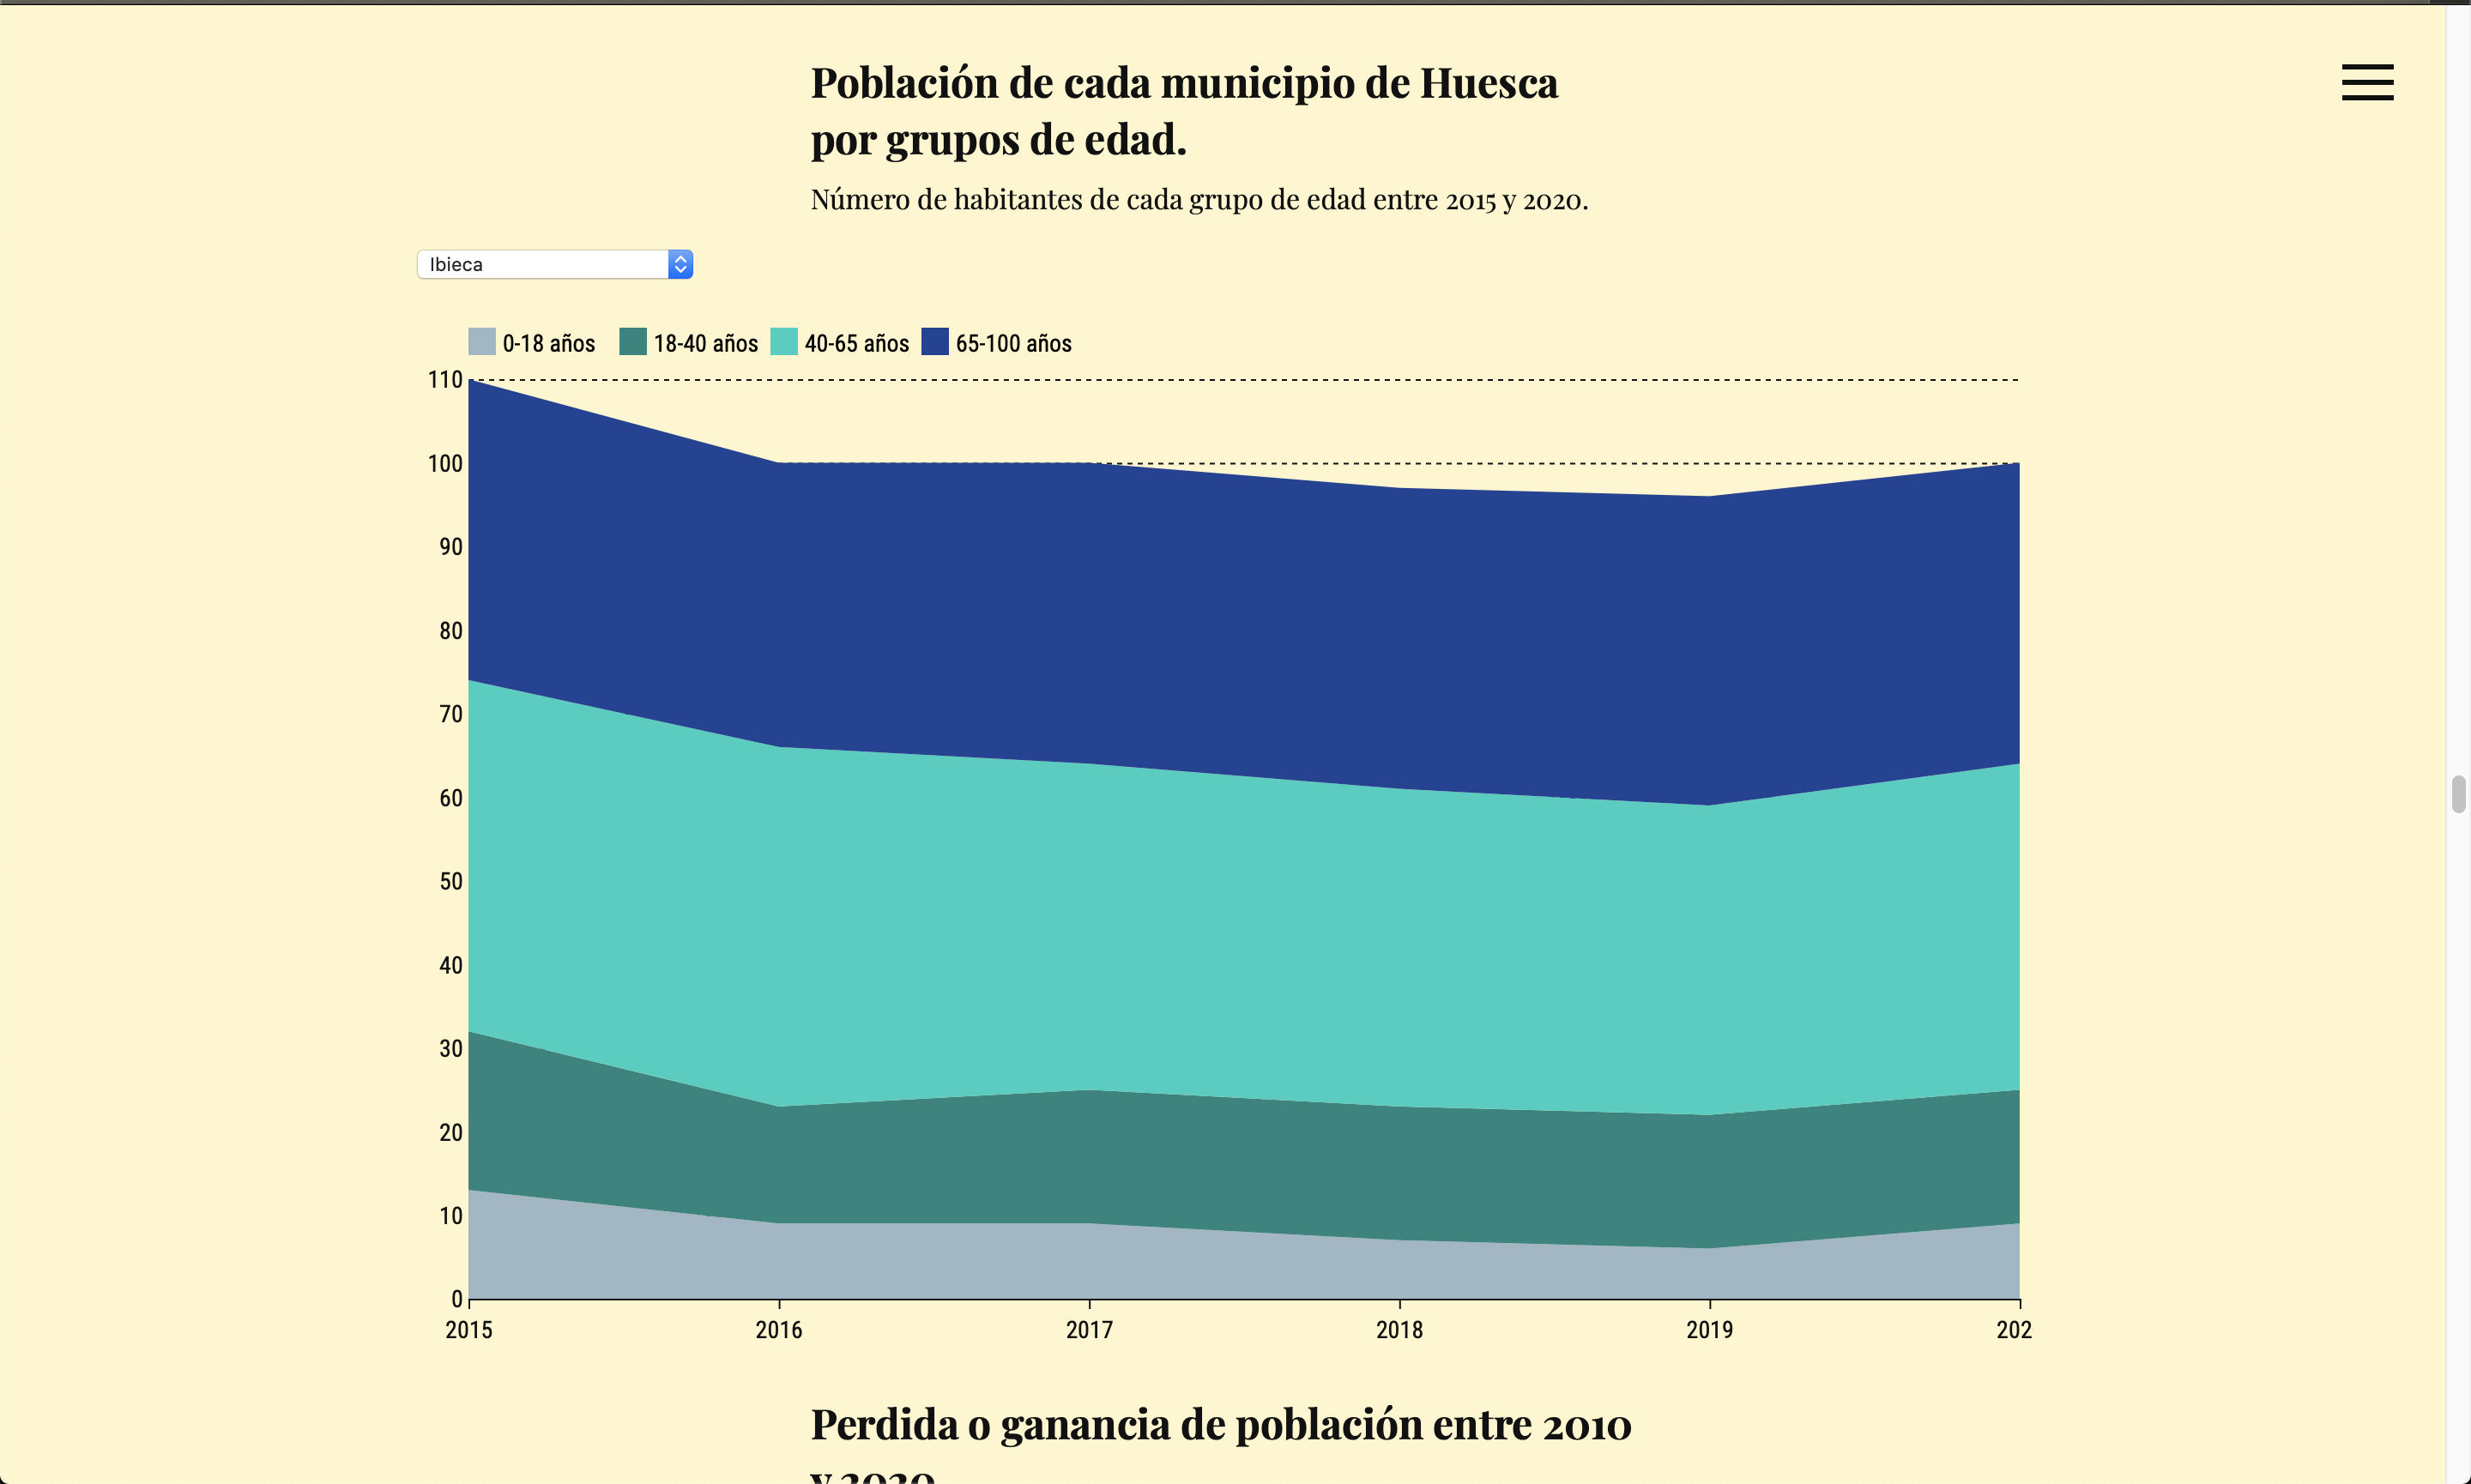 Población de cada municipio de Huesca
por grupos de edad.
Número de habitantes de cada grupo de edad entre 2015 y 2020.
Ibieca
0-18 años 18-40 años 40-65 años 65-100 años
110
100
90
80
70
60
50
40
30
20
10
0
2015 2016 2017 2018 2019 202
Perdida o ganancia de población entre 2010
y 2020